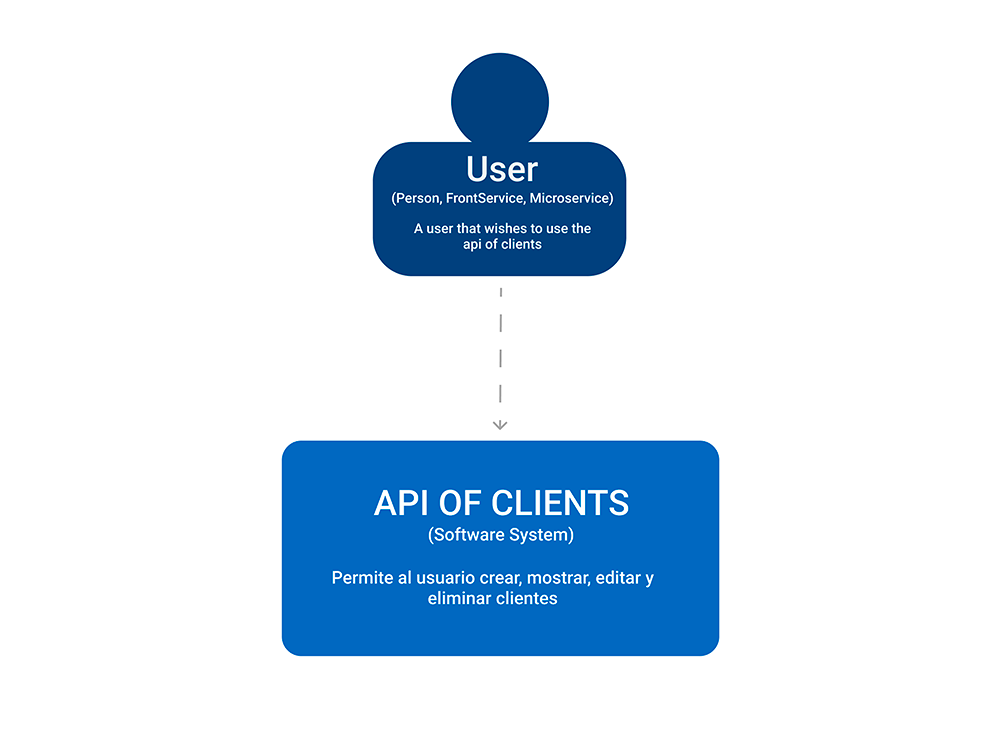 User
(Person, FrontService, Microservice)
A user that wishes to use the
api of clients
API OF CLIENTS
(Software System)
Permite al usuario crear, mostrar, editar y
eliminar clientes